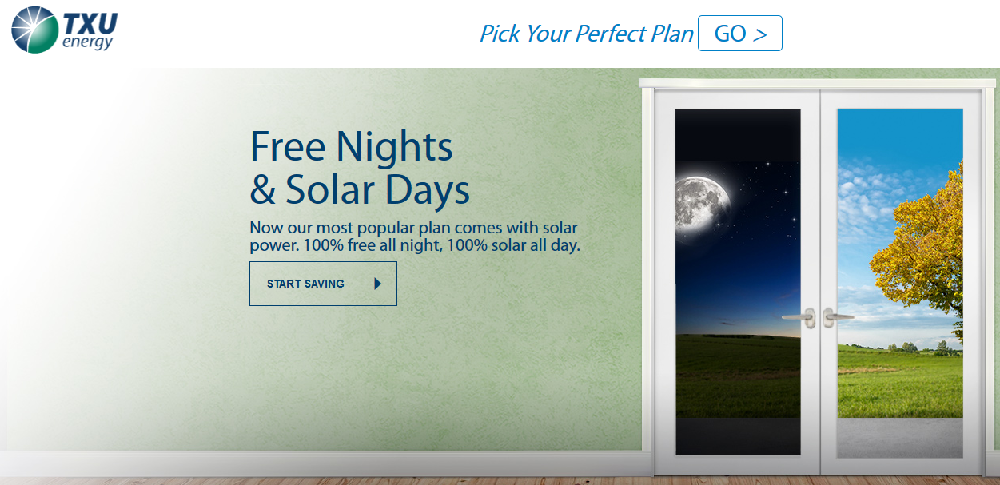 TXU
energy
Pick Your Perfect Plan GO >
Free Nights
& Solar Days
Now our most popular plan comes with solar
power. 100% free all night, 100% solar all day.
START SAVING